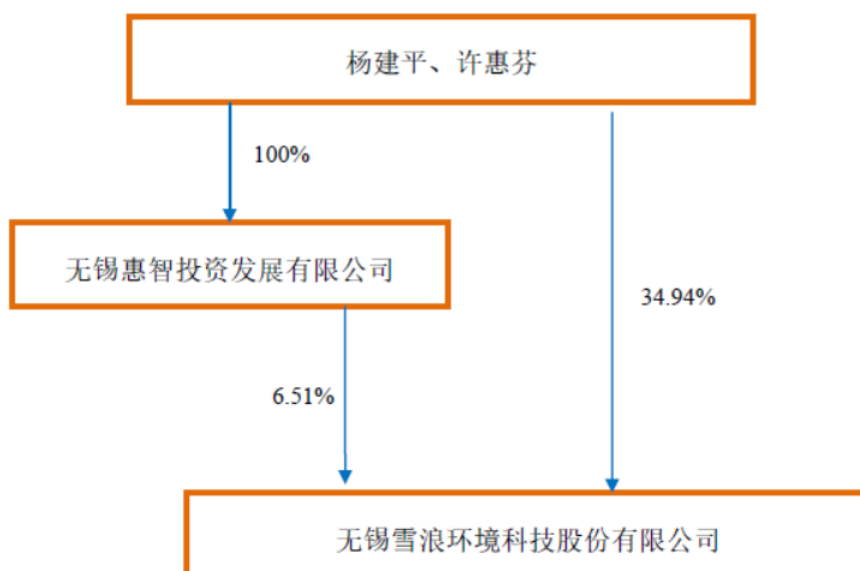 杨建平、许惠芬
100%
无锡惠智投资发展有限公司
34.94%
6.51%
无锡雪浪环境科技股份有限公司